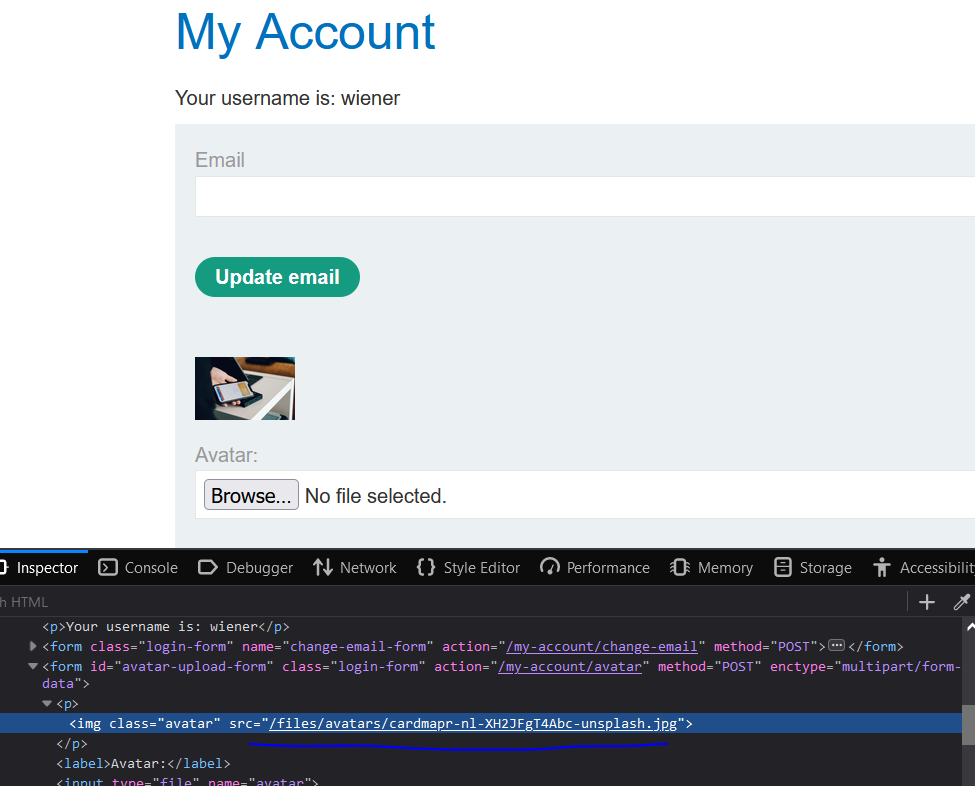 My Account
Your username is: wiener
Email
Update email
Avatar:
Browse... No file selected.
Inspector Console Debugger Network Style Editor Performance Memory Storage Accessibilit
h HTML
<p>Your username is: wiener</p>
<form class="login-form" name="change-email-form" action="/my-account/change-email" method="POST"></form>
<form id="avatar-upload-form" class="login-form" action="/my-account/avatar" method="POST" enctype="multipart/form-
data">
<p>
<img class="avatar" src="/files/avatars/cardmapr-nl-XH2JFgT4Abc-unsplash.jpg">
</p>
<label>Avatar:</label>
<input type="file" name="avatar">